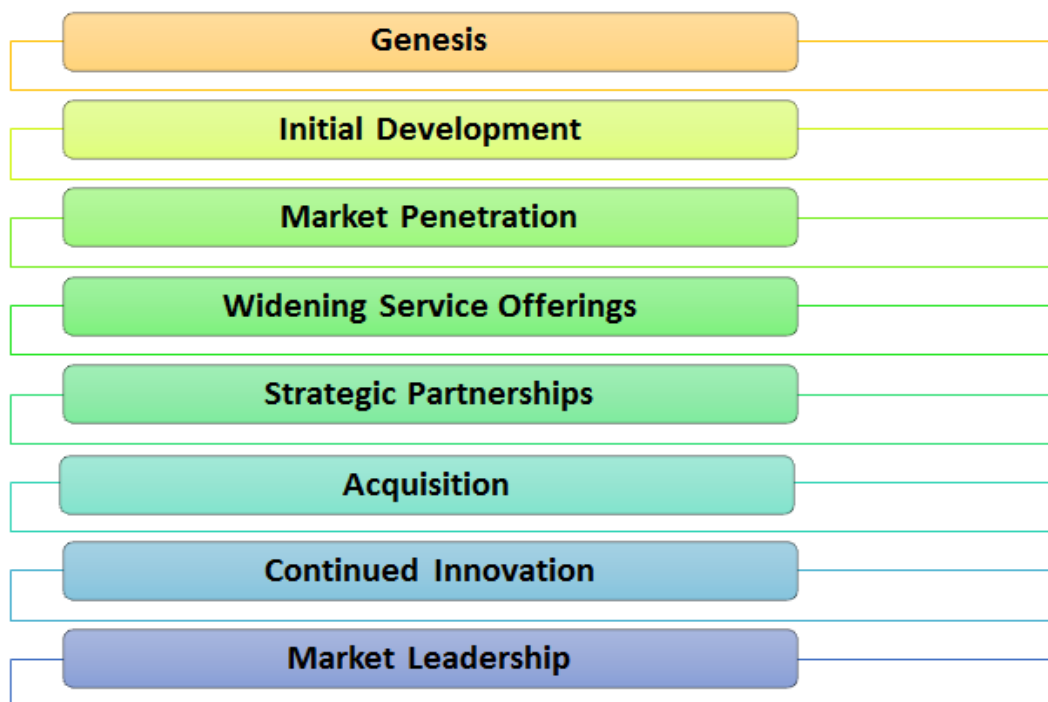 Genesis
Initial Development
Market Penetration
Widening Service Offerings
Strategic Partnerships
Acquisition
Continued Innovation
Market Leadership